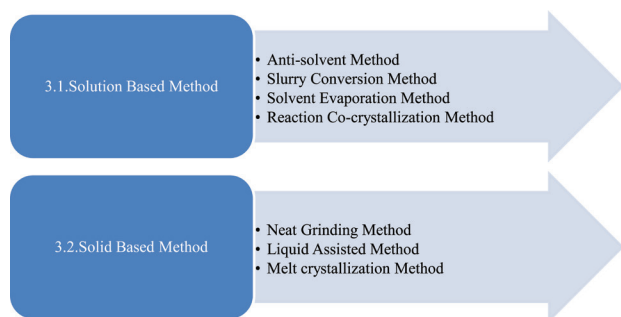 3.1.Solution Based Method
• Anti-solvent Method
• Slurry Conversion Method
• Solvent Evaporation Method
• Reaction Co-crystallization Method
3.2.Solid Based Method
• Neat Grinding Method
• Liquid Assisted Method
• Melt crystallization Method